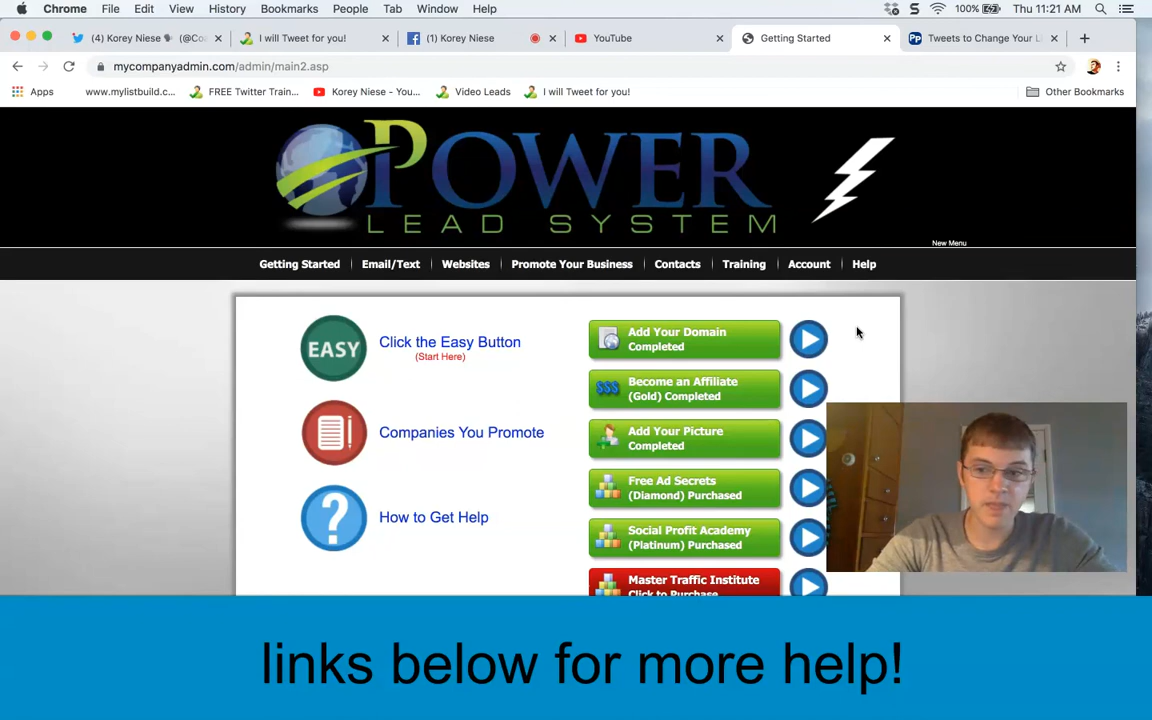 Chrome File Edit View History Bookmarks People Tab Window Help 100% Thu 11:21 AM
(4) Korey Niese (@Coa × I will Tweet for you! × (1) Korey Niese × YouTube × Getting Started × Tweets to Change Your Li × +
mycompanyadmin.com/admin/main2.asp
Apps www.mylistbuild.c... FREE Twitter Train... Korey Niese - You... Video Leads I will Tweet for you! Other Bookmarks
POWER
LEAD SYSTEM
New Menu
Getting Started Email/Text Websites Promote Your Business Contacts Training Account Help
EASY
Click the Easy Button
(Start Here)
Companies You Promote
?
How to Get Help
Add Your Domain
Completed
$$$
Become an Affiliate
(Gold) Completed
Add Your Picture
Completed
Free Ad Secrets
(Diamond) Purchased
Social Profit Academy
(Platinum) Purchased
Master Traffic Institute
Click to Purchase
links below for more help!